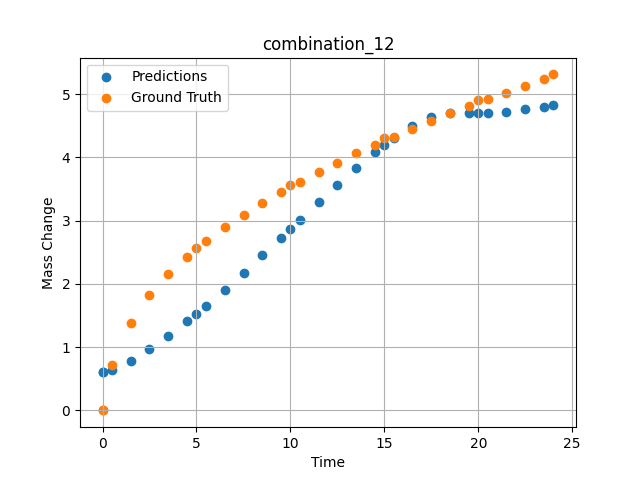 combination_12
Predictions
Ground Truth
Mass Change
5
4
3
2
1
0
0 5 10 15 20 25
Time